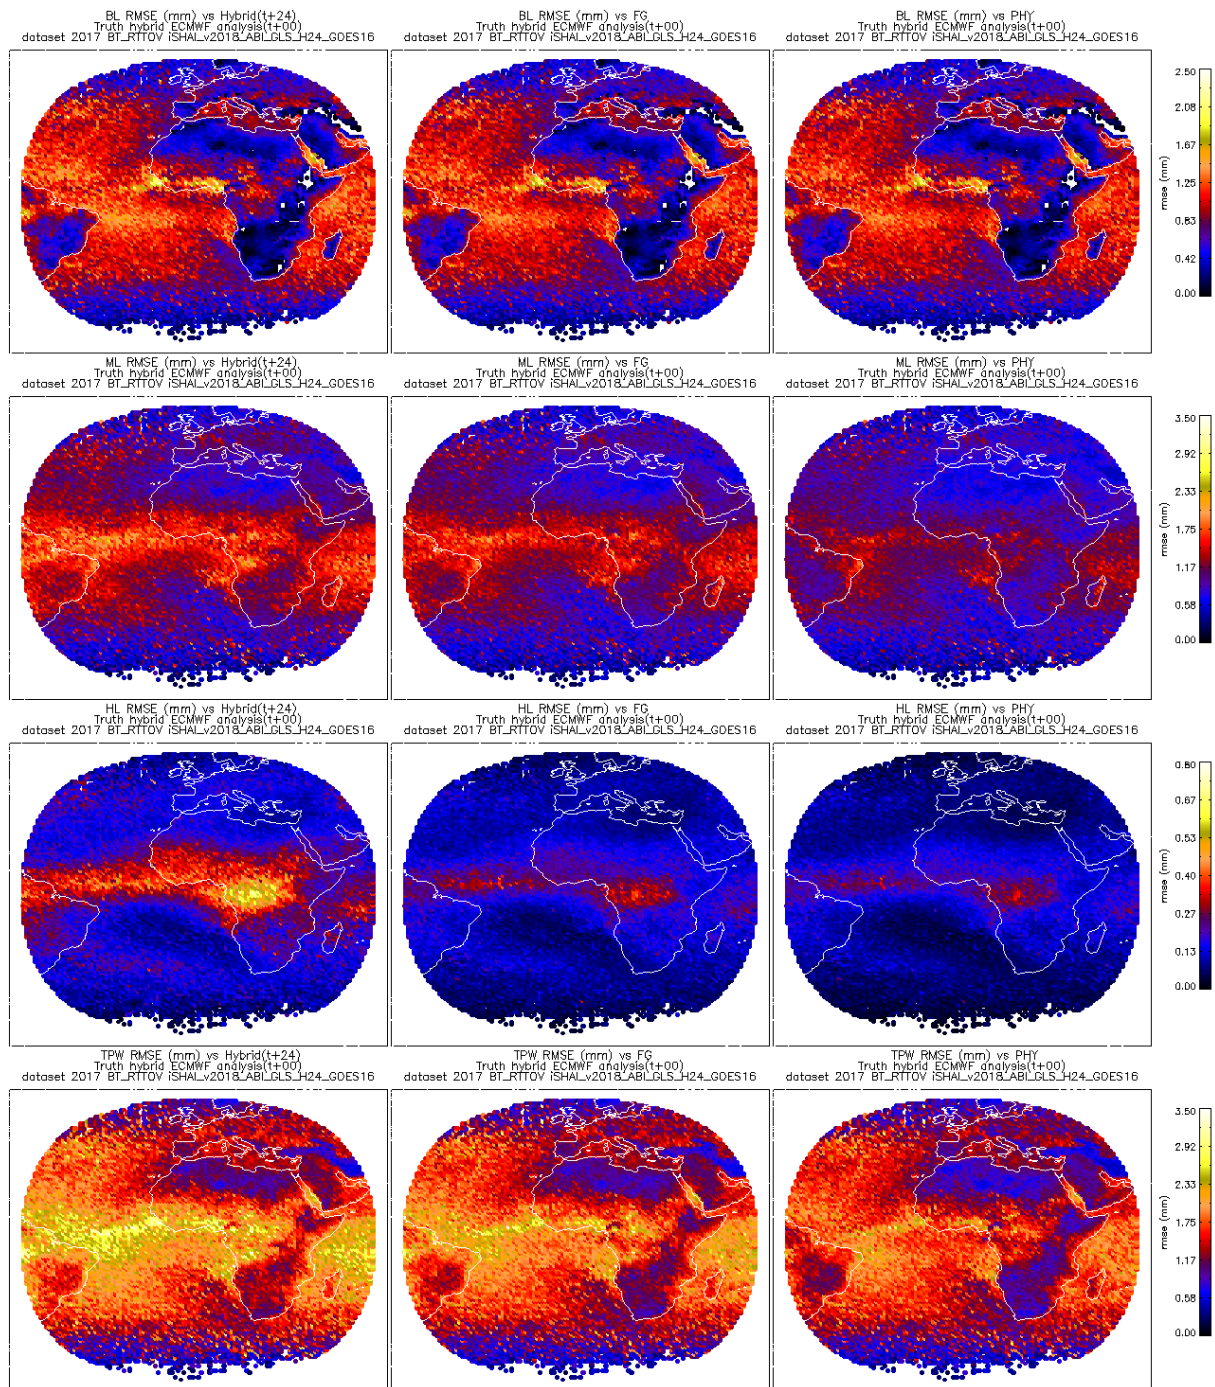 BL RMSE (mm) vs Hybrid(t+24)
Truth hybrid ECMWF analysis(t+00)
dataset 2017 BT_RTTOV iSHAI_v2018_ABI_GLS_H24_GOES16
BL RMSE (mm) vs FG
Truth hybrid ECMWF analysis(t+00)
dataset 2017 BT_RTTOV iSHAI_v2018_ABI_GLS_H24_GOES16
BL RMSE (mm) vs PHY
Truth hybrid ECMWF analysis(t+00)
dataset 2017 BT_RTTOV iSHAI_v2018_ABI_GLS_H24_GOES16
2.50
2.08
1.67
1.25
0.83
0.42
0.00
rmse (mm)
ML RMSE (mm) vs Hybrid(t+24)
Truth hybrid ECMWF analysis(t+00)
dataset 2017 BT_RTTOV iSHAI_v2018_ABI_GLS_H24_GOES16
ML RMSE (mm) vs FG
Truth hybrid ECMWF analysis(t+00)
dataset 2017 BT_RTTOV iSHAI_v2018_ABI_GLS_H24_GOES16
ML RMSE (mm) vs PHY
Truth hybrid ECMWF analysis(t+00)
dataset 2017 BT_RTTOV iSHAI_v2018_ABI_GLS_H24_GOES16
3.50
2.92
2.33
1.75
1.17
0.58
0.00
rmse (mm)
HL RMSE (mm) vs Hybrid(t+24)
Truth hybrid ECMWF analysis(t+00)
dataset 2017 BT_RTTOV iSHAI_v2018_ABI_GLS_H24_GOES16
HL RMSE (mm) vs FG
Truth hybrid ECMWF analysis(t+00)
dataset 2017 BT_RTTOV iSHAI_v2018_ABI_GLS_H24_GOES16
HL RMSE (mm) vs PHY
Truth hybrid ECMWF analysis(t+00)
dataset 2017 BT_RTTOV iSHAI_v2018_ABI_GLS_H24_GOES16
0.80
0.67
0.53
0.40
0.27
0.13
0.00
rmse (mm)
TPW RMSE (mm) vs Hybrid(t+24)
Truth hybrid ECMWF analysis(t+00)
dataset 2017 BT_RTTOV iSHAI_v2018_ABI_GLS_H24_GOES16
TPW RMSE (mm) vs FG
Truth hybrid ECMWF analysis(t+00)
dataset 2017 BT_RTTOV iSHAI_v2018_ABI_GLS_H24_GOES16
TPW RMSE (mm) vs PHY
Truth hybrid ECMWF analysis(t+00)
dataset 2017 BT_RTTOV iSHAI_v2018_ABI_GLS_H24_GOES16
3.50
2.92
2.33
1.75
1.17
0.58
0.00
rmse (mm)